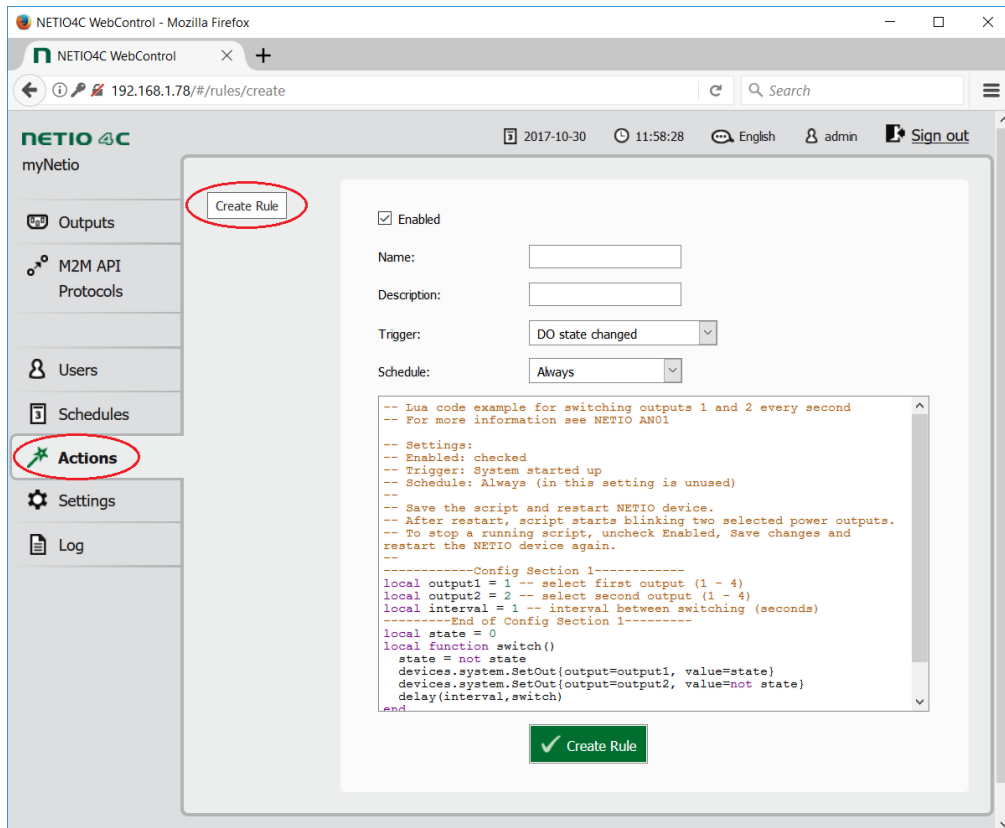 NETIO4C WebControl - Mozilla Firefox
NETIO4C WebControl
192.168.1.78/#/rules/create
Search
NETIO 4C
myNetio
3 2017-10-30 11:58:28 English admin Sign out
Outputs
M2M API
Protocols
Users
3 Schedules
Actions
Settings
Log
Create Rule
Enabled
Name:
Description:
Trigger: DO state changed
Schedule: Always
-- Lua code example for switching outputs 1 and 2 every second
-- For more information see NETIO AN01
-- Settings:
-- Enabled: checked
-- Trigger: System started up
-- Schedule: Always (in this setting is unused)
--
-- Save the script and restart NETIO device.
-- After restart, script starts blinking two selected power outputs.
-- To stop a running script, uncheck Enabled, Save changes and
restart the NETIO device again.
--
------------Config Section 1------------
local output1 = 1 -- select first output (1 - 4)
local output2 = 2 -- select second output (1 - 4)
local interval = 1 -- interval between switching (seconds)
---------End of Config Section 1---------
local state = 0
local function switch()
state = not state
devices.system.SetOut{output=output1, value=state}
devices.system.SetOut{output=output2, value=not state}
delay(interval,switch)
end
Create Rule